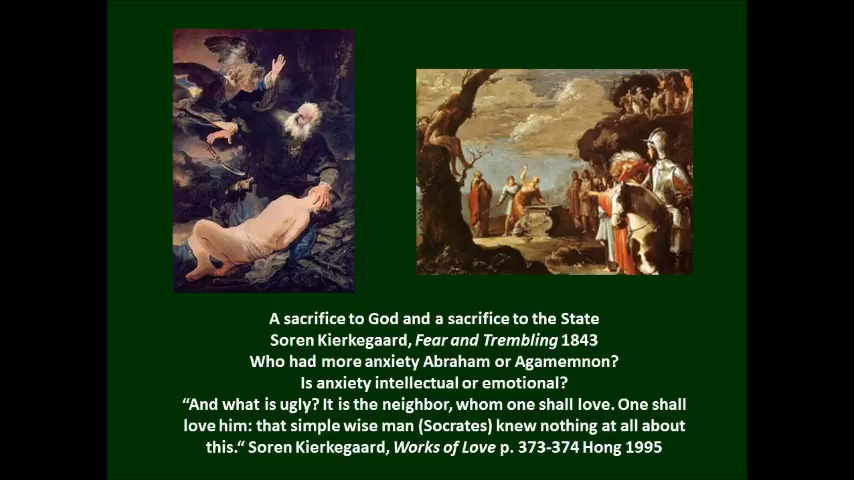 A sacrifice to God and a sacrifice to the State
Soren Kierkegaard, Fear and Trembling 1843
Who had more anxiety Abraham or Agamemnon?
Is anxiety intellectual or emotional?
“And what is ugly? It is the neighbor, whom one shall love. One shall
love him: that simple wise man (Socrates) knew nothing at all about
this.“ Soren Kierkegaard, Works of Love p. 373-374 Hong 1995